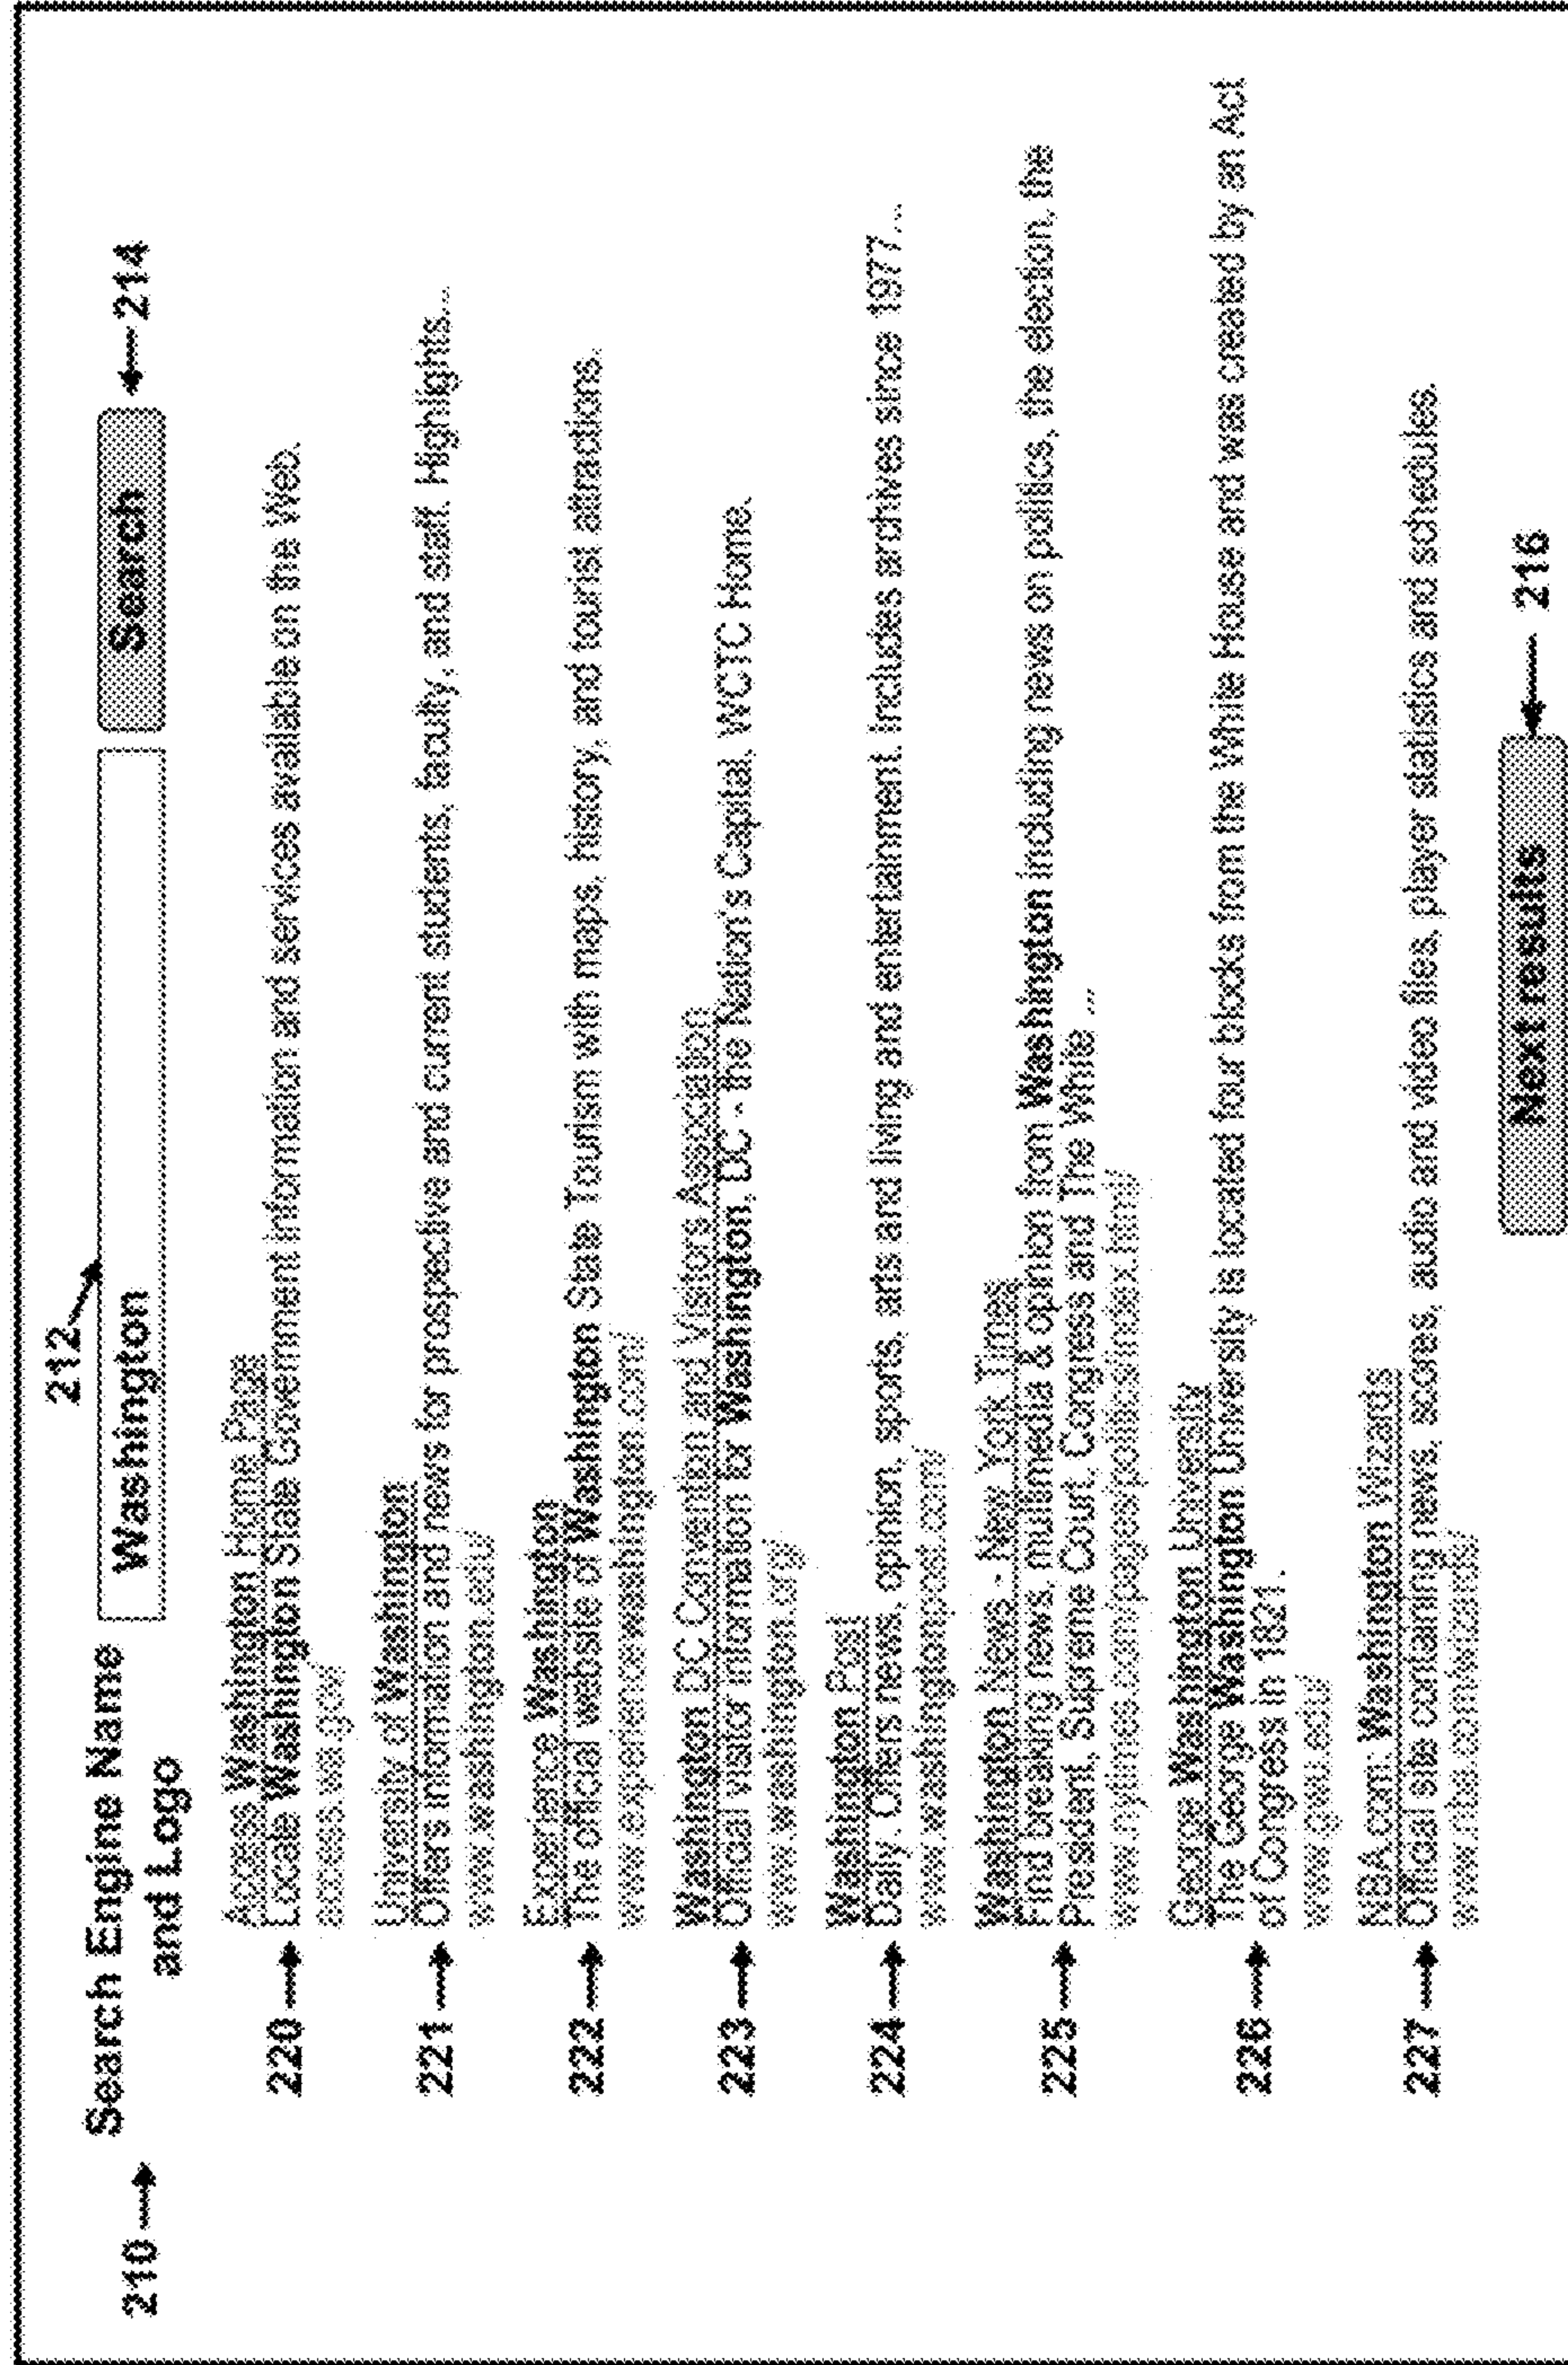 212
210 Search Engine Name Washington Search 214
and Logo
Access Washington Home Page
220 Locate Washington State Government information and services available on the Web.
access.wa.gov/
University of Washington
221 Offers information and news for prospective and current students, faculty, and staff. Highlights...
www.washington.edu/
Experience Washington
222 The official website of Washington State Tourism with maps, history, and tourist attractions.
www.experiencewashington.com/
Washington DC Convention and Visitors Association
223 Official visitor information for Washington, DC - the Nation's Capital, WCTC Home.
www.washington.org/
Washington Post
224 Daily. Offers news, opinion, sports, arts and living and entertainment. Includes archives since 1977...
www.washingtonpost.com/
Washington News - New York Times
225 Find breaking news, multimedia & opinion from Washington including news on politics, the election, the
President, Supreme Court, Congress and The White ...
www.nytimes.com/pages/politics/index.html/
George Washington University
226 The George Washington University is located four blocks from the White House and was created by an Act
of Congress in 1821.
www.gwu.edu/
NBA.com: Washington Wizards
227 Official site containing news, scores, audio and video files, player statistics and schedules.
www.nba.com/wizards/
Next results 216